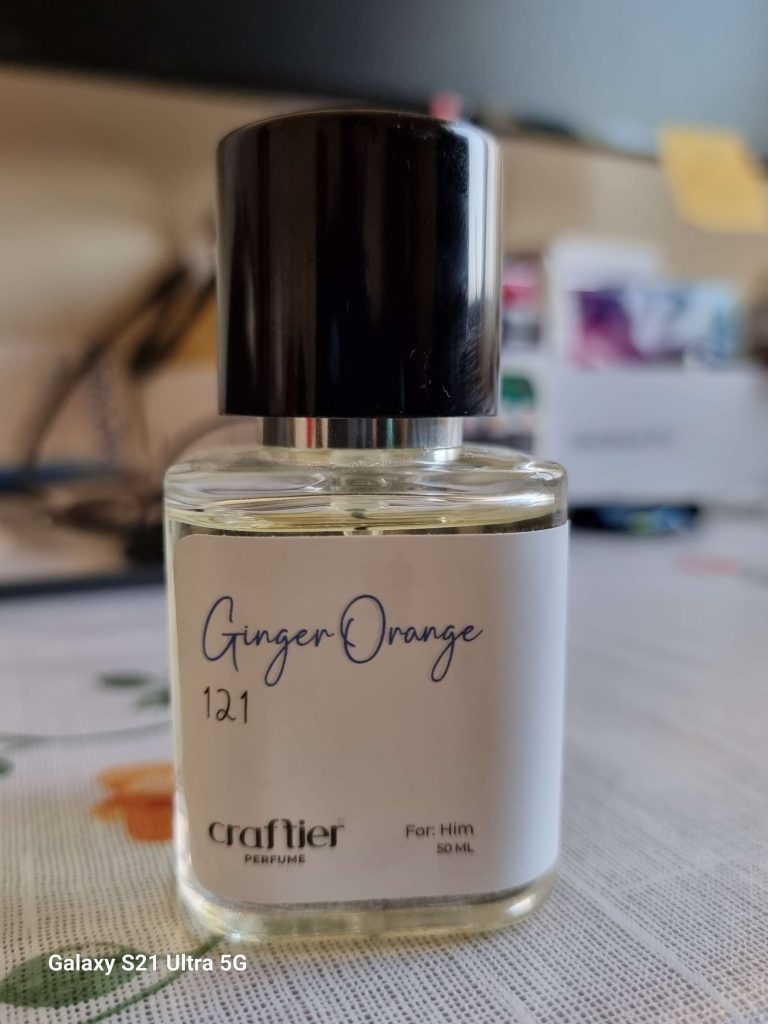 Ginger Orange
121
craftier
PERFUME
For: Him
50 ML
Galaxy S21 Ultra 5G